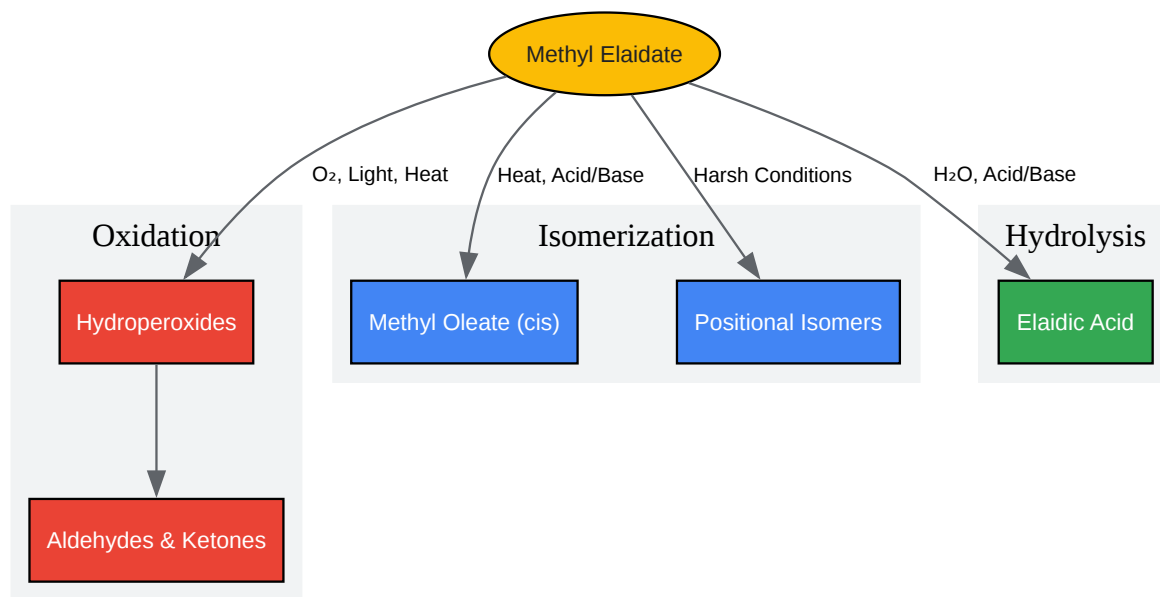 Methyl Elaidate
O₂, Light, Heat
Heat, Acid/Base
Harsh Conditions
H₂O, Acid/Base
Oxidation
Isomerization
Hydrolysis
Hydroperoxides
Methyl Oleate (cis)
Positional Isomers
Elaidic Acid
Aldehydes & Ketones